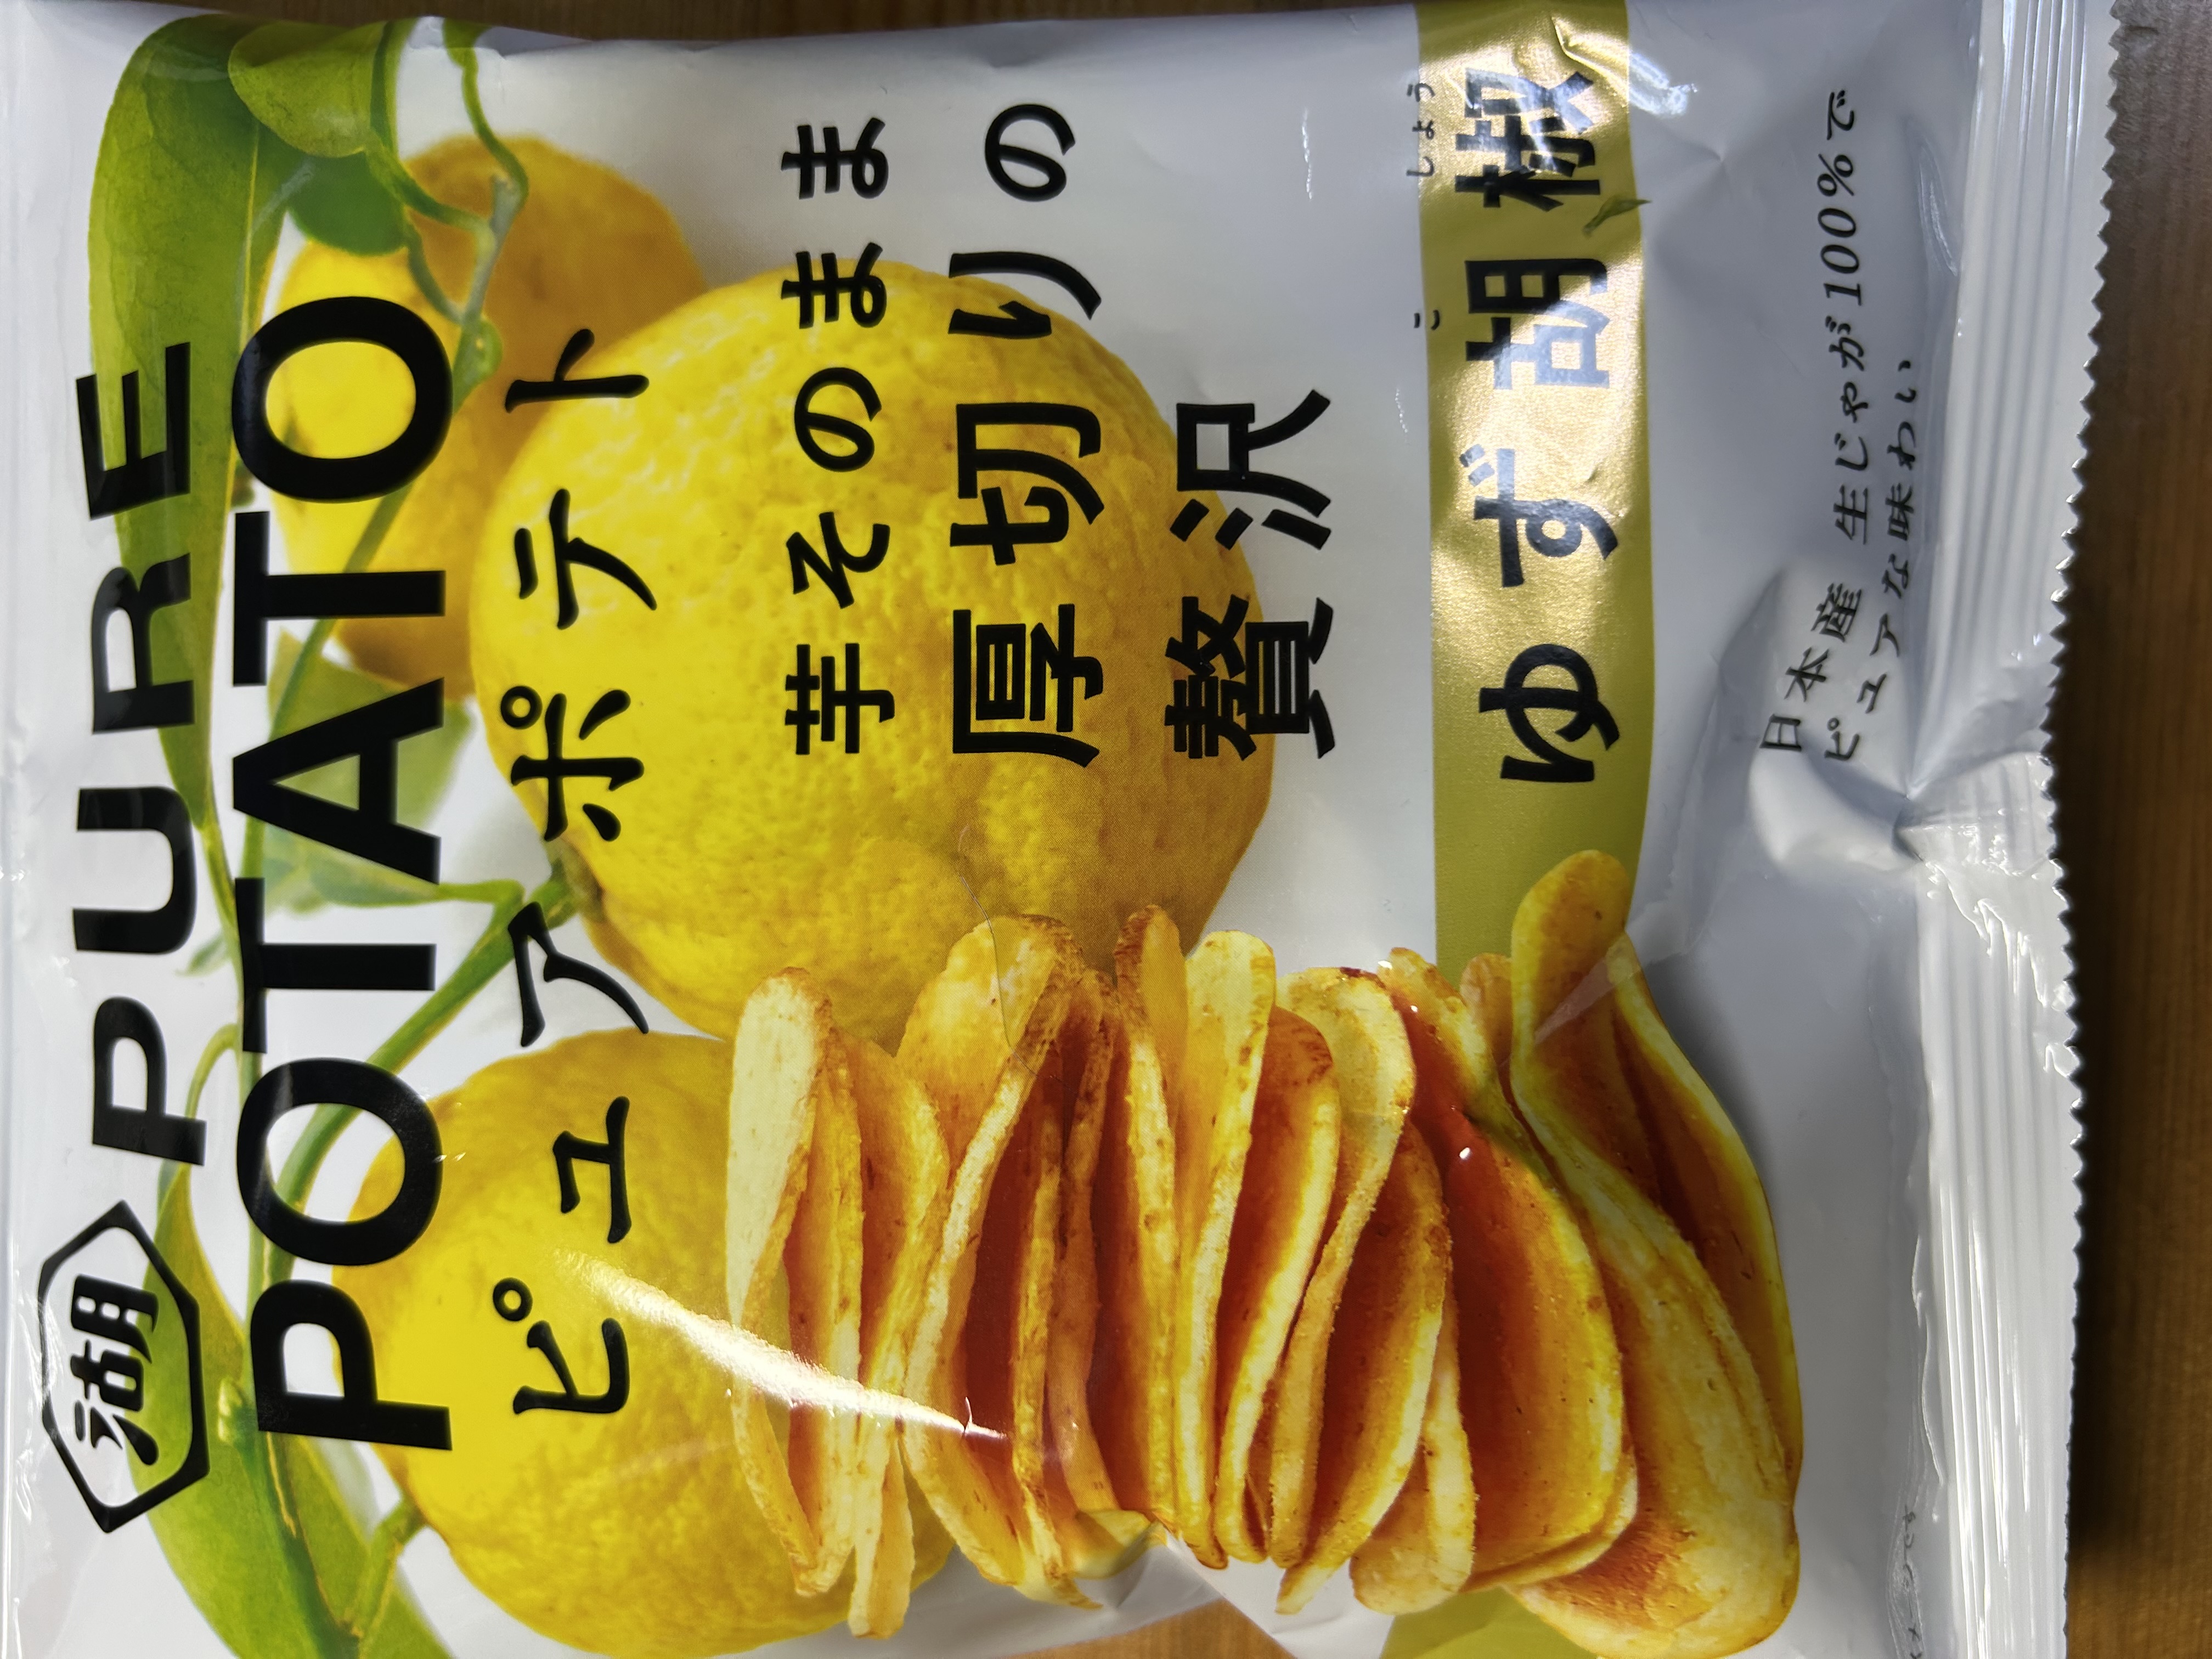 湖
PURE
POTATO
ピュアポテト
芋そのまま
厚切りの
贅沢
ゆず胡椒
こ しょう
日本産 生じゃが100%で
ピュアな味わい